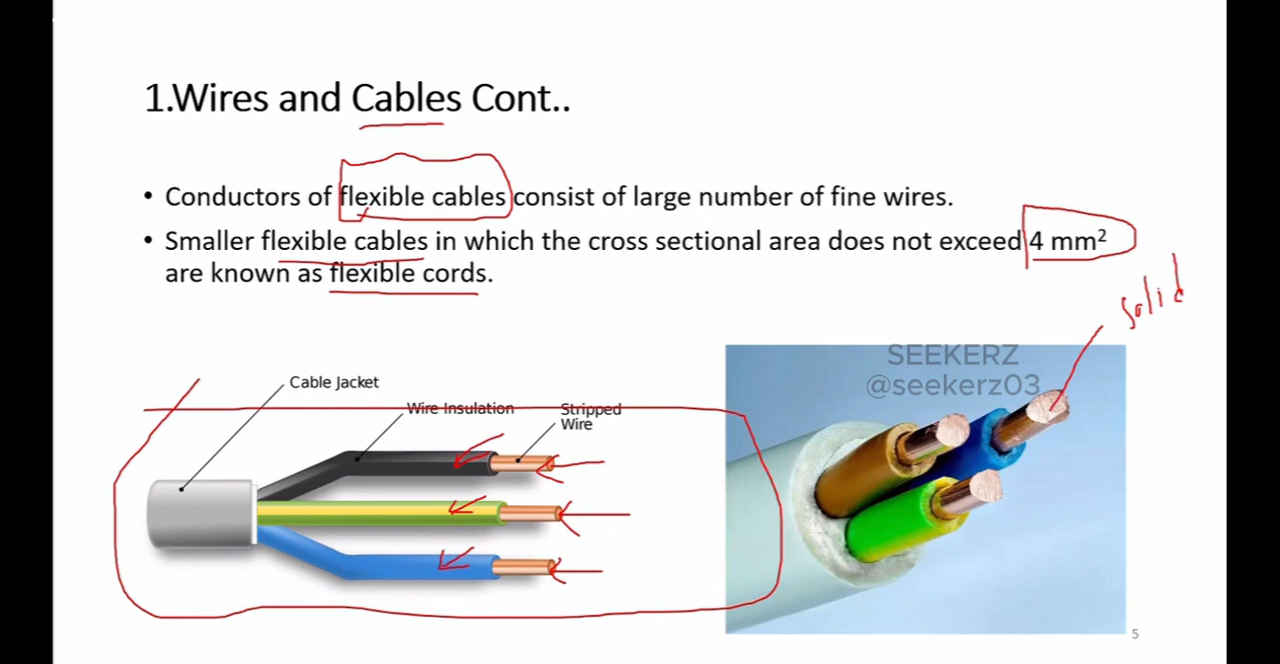 1.Wires and Cables Cont..
• Conductors of flexible cables consist of large number of fine wires.
• Smaller flexible cables in which the cross sectional area does not exceed 4 mm²
are known as flexible cords.
solid
SEEKERZ
@seekerz03
Cable Jacket
Wire Insulation
Stripped
Wire
5